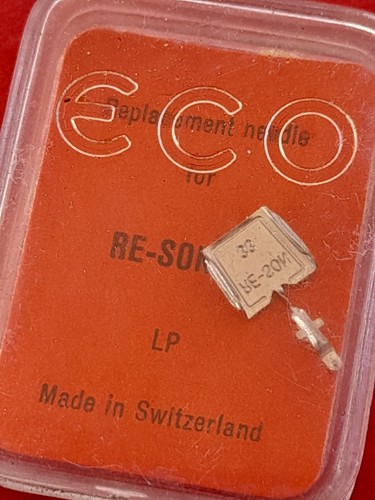 ECO
Replacement needle
for
RE-SON
LP
33
RE-SON
Made in Switzerland